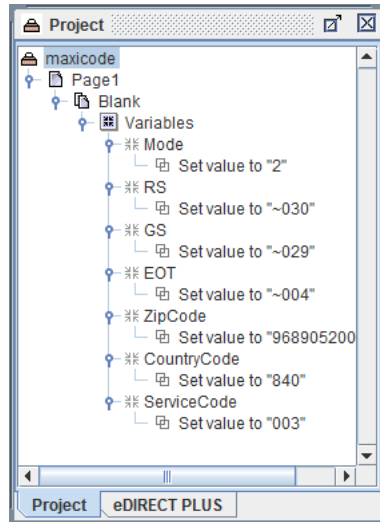 Project
maxicode
Page1
Blank
Variables
Mode
Set value to "2"
RS
Set value to "~030"
GS
Set value to "~029"
EOT
Set value to "~004"
ZipCode
Set value to "968905200
CountryCode
Set value to "840"
ServiceCode
Set value to "003"
Project eDIRECT PLUS